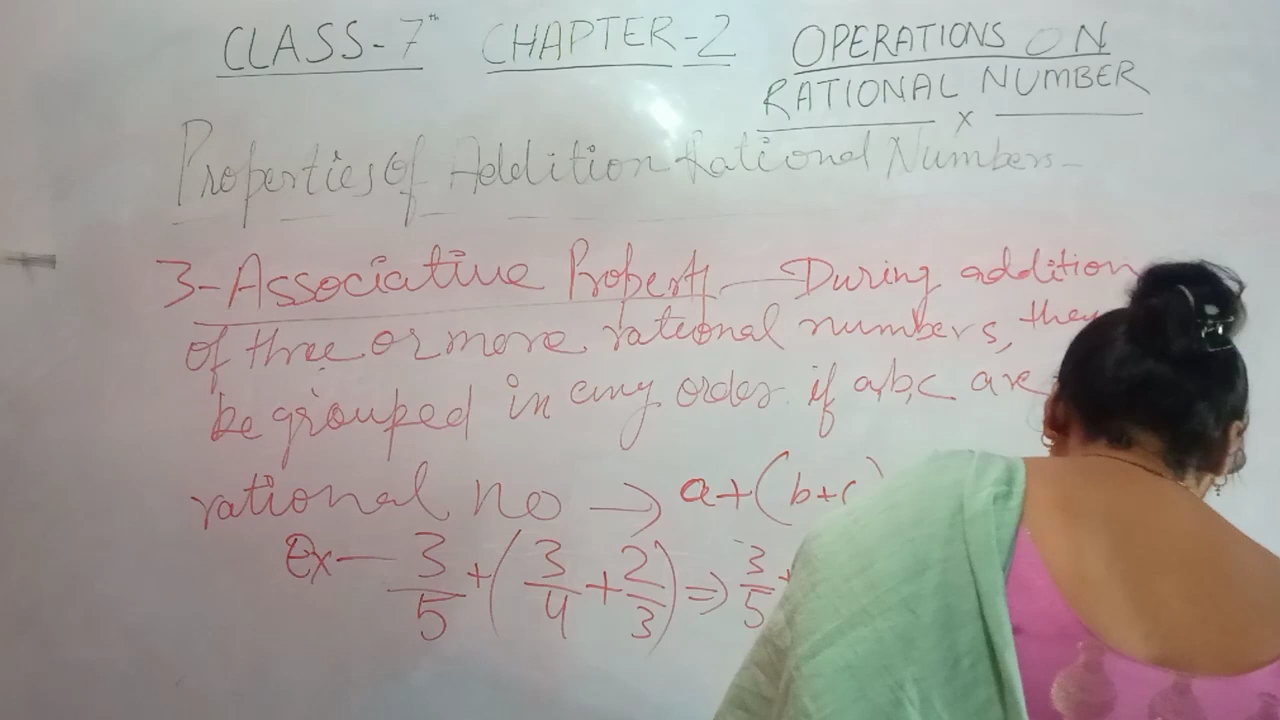 CLASS-7th CHAPTER-2 OPERATIONS ON
RATIONAL NUMBER
x
Properties Of Addition Rational Numbers-
3-Associative Property - During addition
of three or more rational numbers, they
be grouped in any order. if a,b,c are
rational no → a+(b+c)
Ex- 3/5 + (3/4 + 2/3) ⇒ 3/5 +